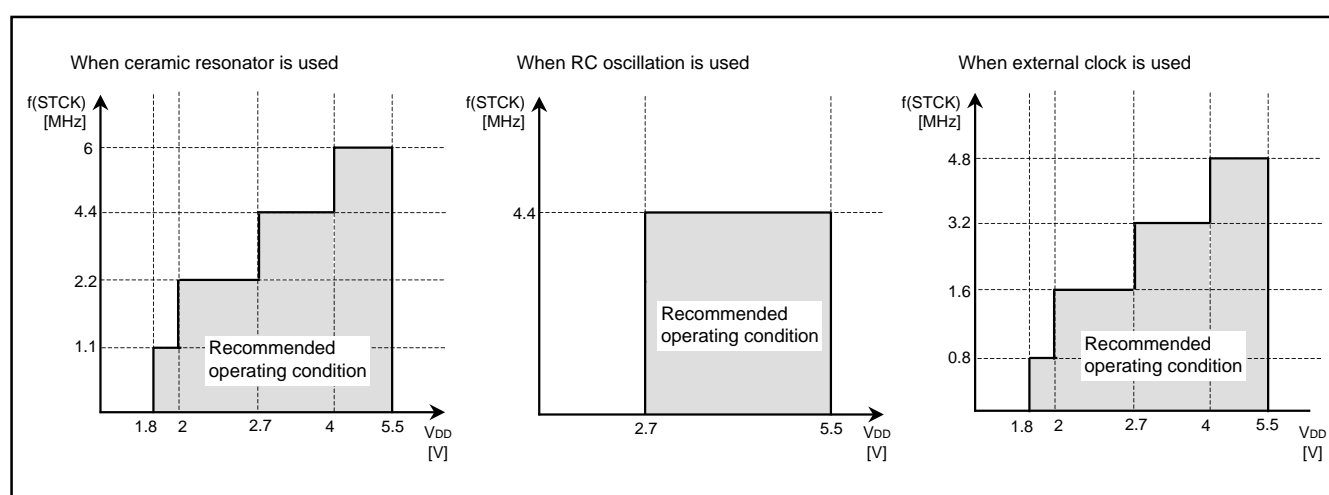 When ceramic resonator is used
f(STCK)
[MHz]
6
4.4
2.2
1.1
Recommended
operating condition
1.8 2 2.7 4 5.5 VDD
[V]
When RC oscillation is used
f(STCK)
[MHz]
4.4
Recommended
operating condition
2.7 5.5 VDD
[V]
When external clock is used
f(STCK)
[MHz]
4.8
3.2
1.6
0.8
Recommended
operating condition
1.8 2 2.7 4 5.5 VDD
[V]